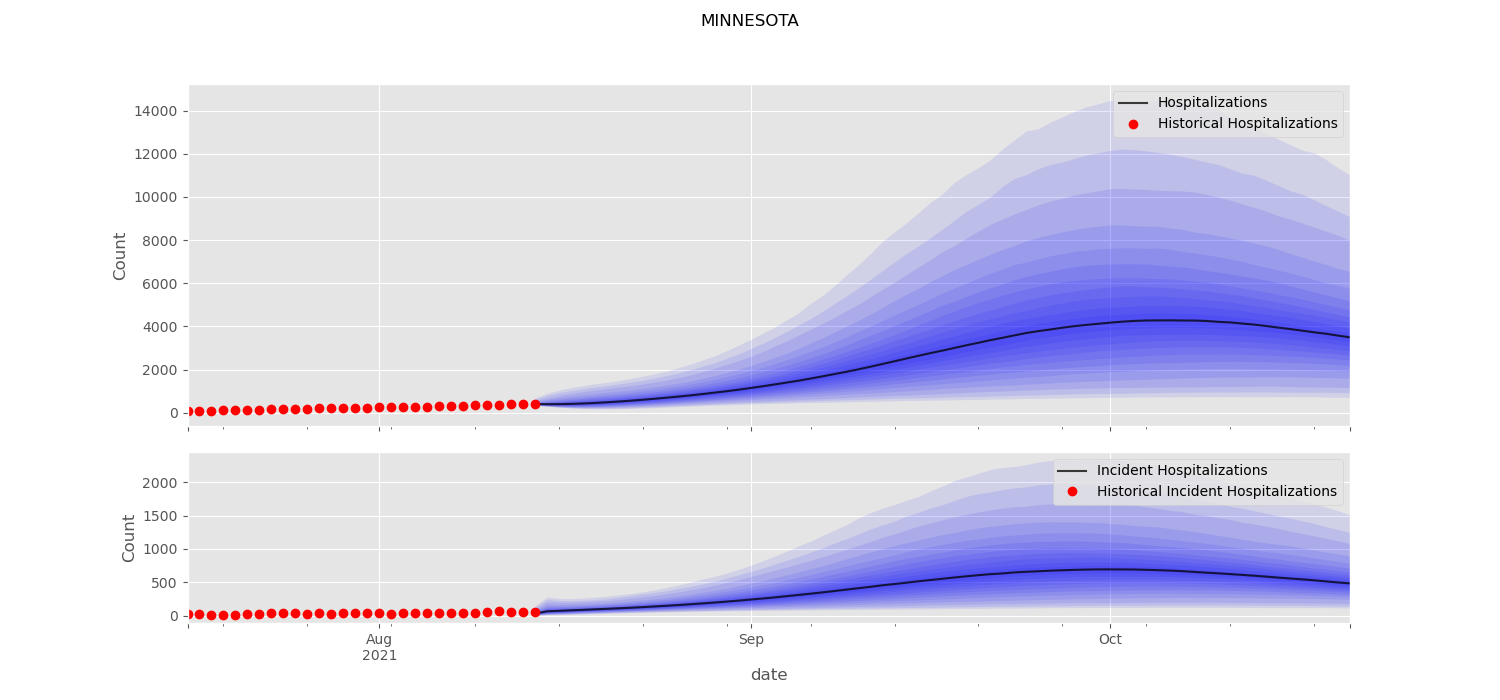 MINNESOTA
14000
12000
10000
8000
6000
4000
2000
0
Count
Hospitalizations
Historical Hospitalizations
2000
1500
1000
500
0
Count
Incident Hospitalizations
Historical Incident Hospitalizations
Aug
2021
Sep
Oct
date